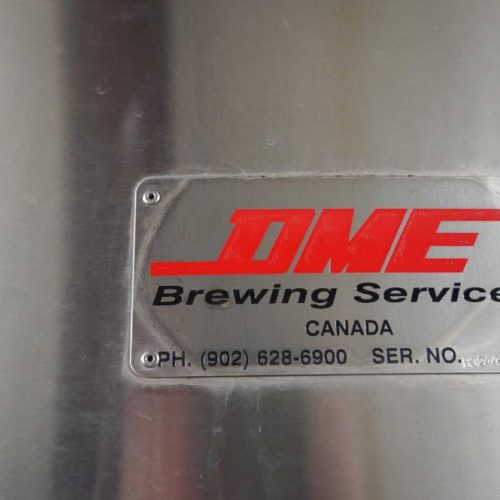 DME
Brewing Service
CANADA
PH. (902) 628-6900 SER. NO.